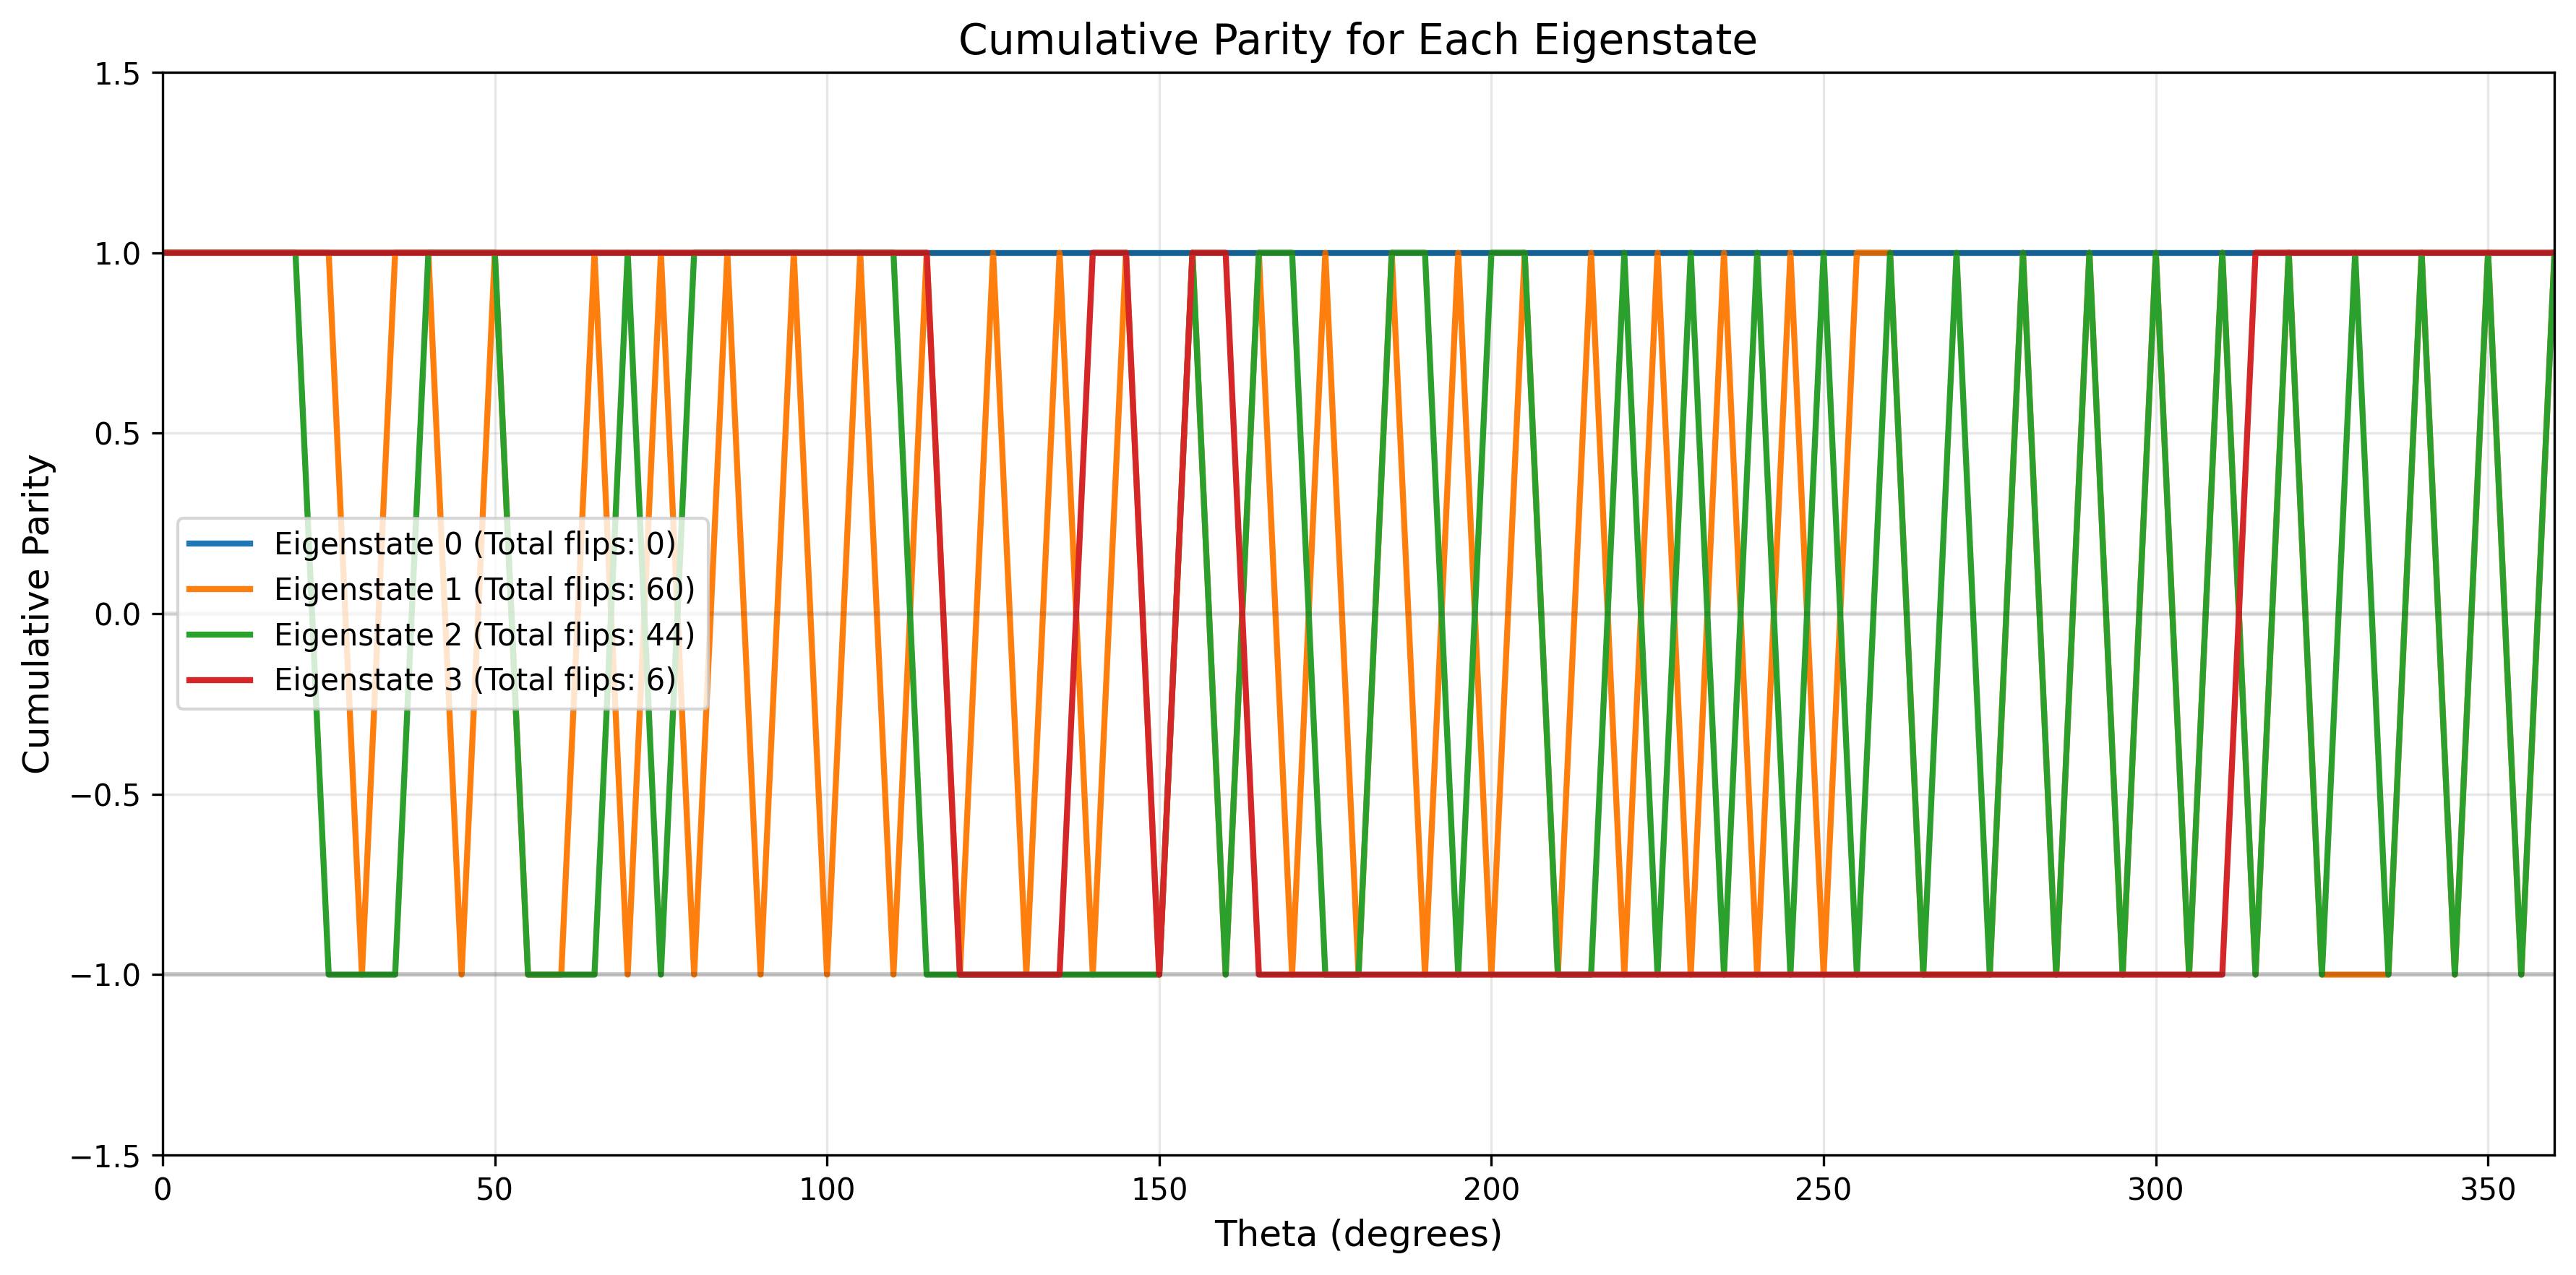 Cumulative Parity for Each Eigenstate
1.5
1.0
0.5
0.0
−0.5
−1.0
−1.5
Cumulative Parity
Eigenstate 0 (Total flips: 0)
Eigenstate 1 (Total flips: 60)
Eigenstate 2 (Total flips: 44)
Eigenstate 3 (Total flips: 6)
0 50 100 150 200 250 300 350
Theta (degrees)